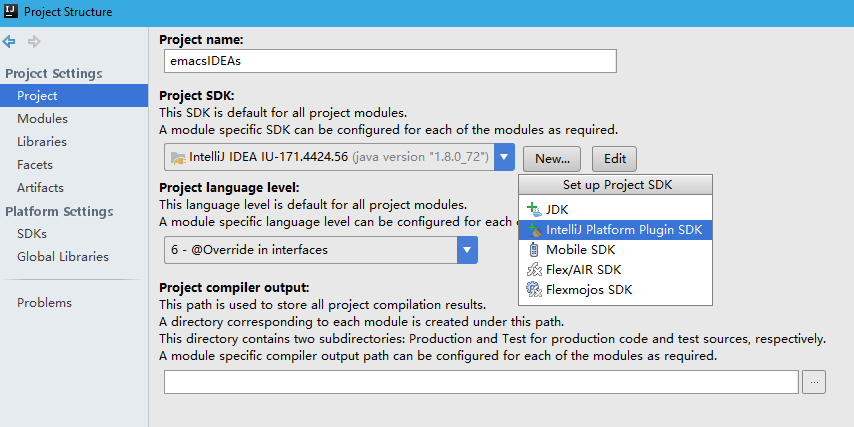 IJ
Project Structure
Project Settings
Project
Modules
Libraries
Facets
Artifacts
Platform Settings
SDKs
Global Libraries
Problems
Project name:
emacsIDEAs
Project SDK:
This SDK is default for all project modules.
A module specific SDK can be configured for each of the modules as required.
IntelliJ IDEA IU-171.4424.56 (java version "1.8.0_72")
New...
Edit
Set up Project SDK
JDK
IntelliJ Platform Plugin SDK
Mobile SDK
Flex/AIR SDK
Flexmojos SDK
Project language level:
This language level is default for all project modules.
A module specific language level can be configured for each
6 - @Override in interfaces
Project compiler output:
This path is used to store all project compilation results.
A directory corresponding to each module is created under this path.
This directory contains two subdirectories: Production and Test for production code and test sources, respectively.
A module specific compiler output path can be configured for each of the modules as required.
...